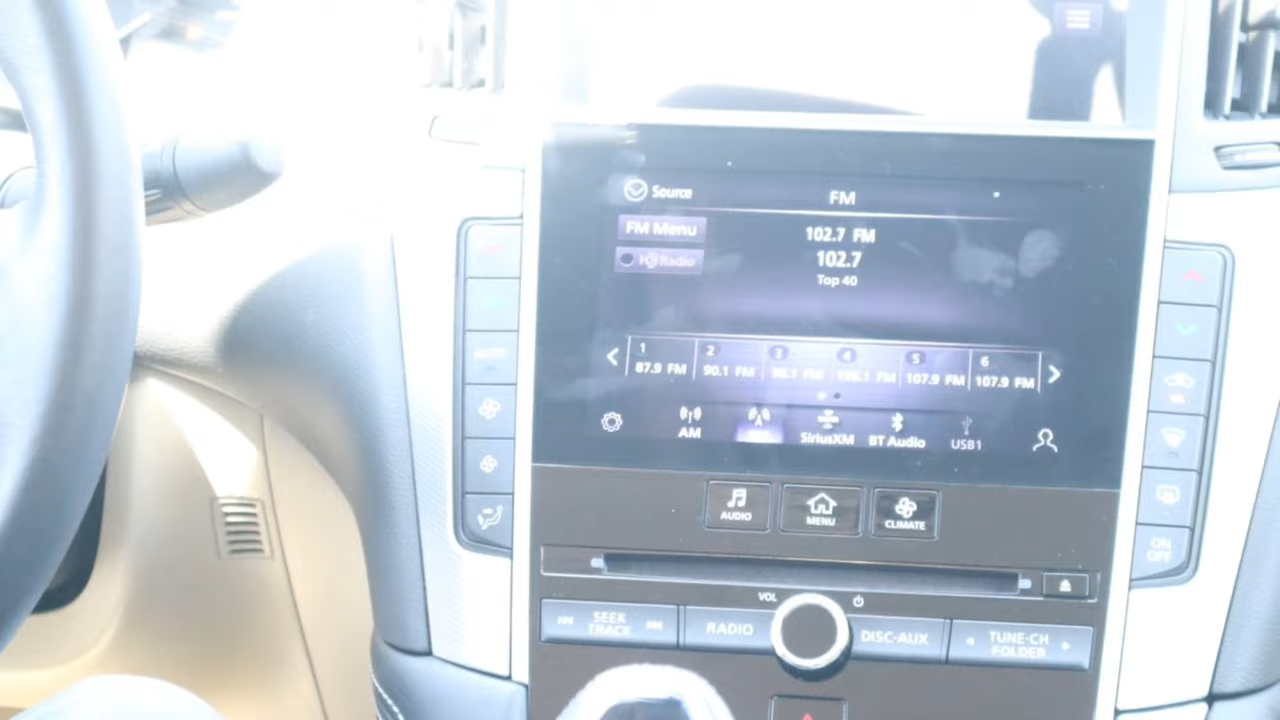 Source
FM
FM Menu
HD Radio
102.7 FM
102.7
Top 40
1
87.9 FM
2
90.1 FM
3
4
5
107.9 FM
6
107.9 FM
AM
SiriusXM
BT Audio
USB1
AUTO
AUDIO
MENU
CLIMATE
ON
OFF
VOL
SEEK
TRACK
RADIO
DISC·AUX
TUNE·CH
FOLDER